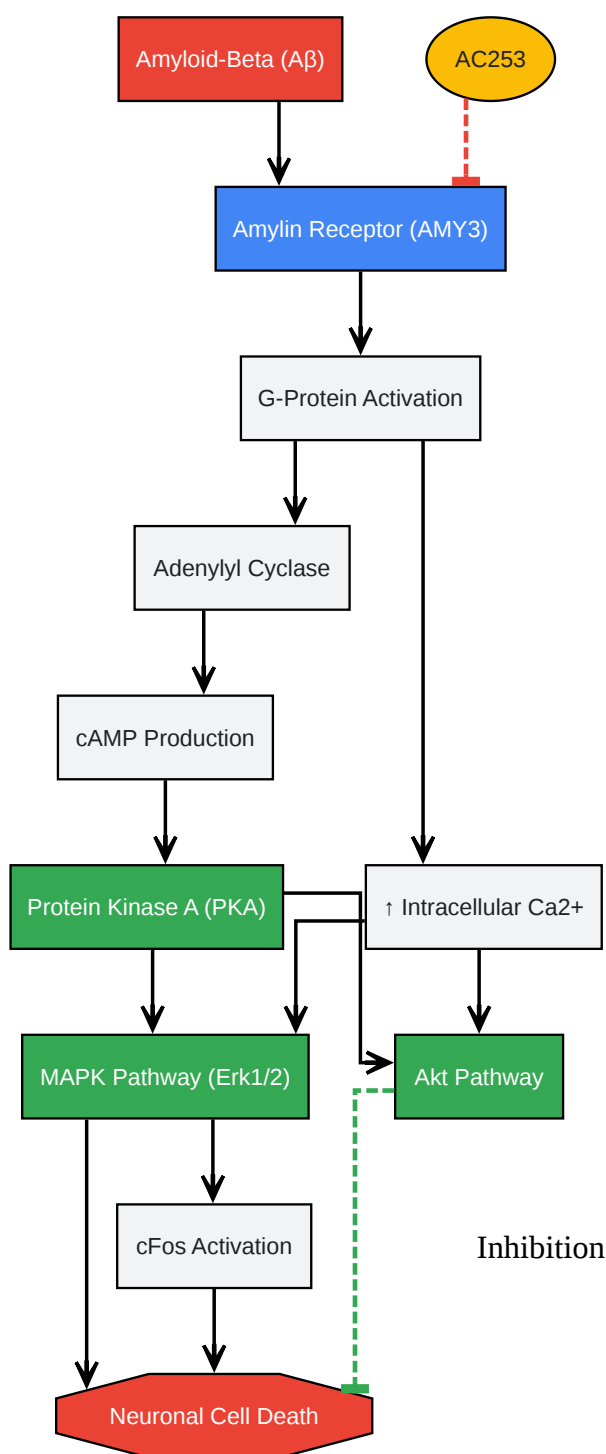 Amyloid-Beta (Aβ)
AC253
Amylin Receptor (AMY3)
G-Protein Activation
Adenylyl Cyclase
cAMP Production
Protein Kinase A (PKA)
↑ Intracellular Ca2+
MAPK Pathway (Erk1/2)
Akt Pathway
cFos Activation
Inhibition
Neuronal Cell Death